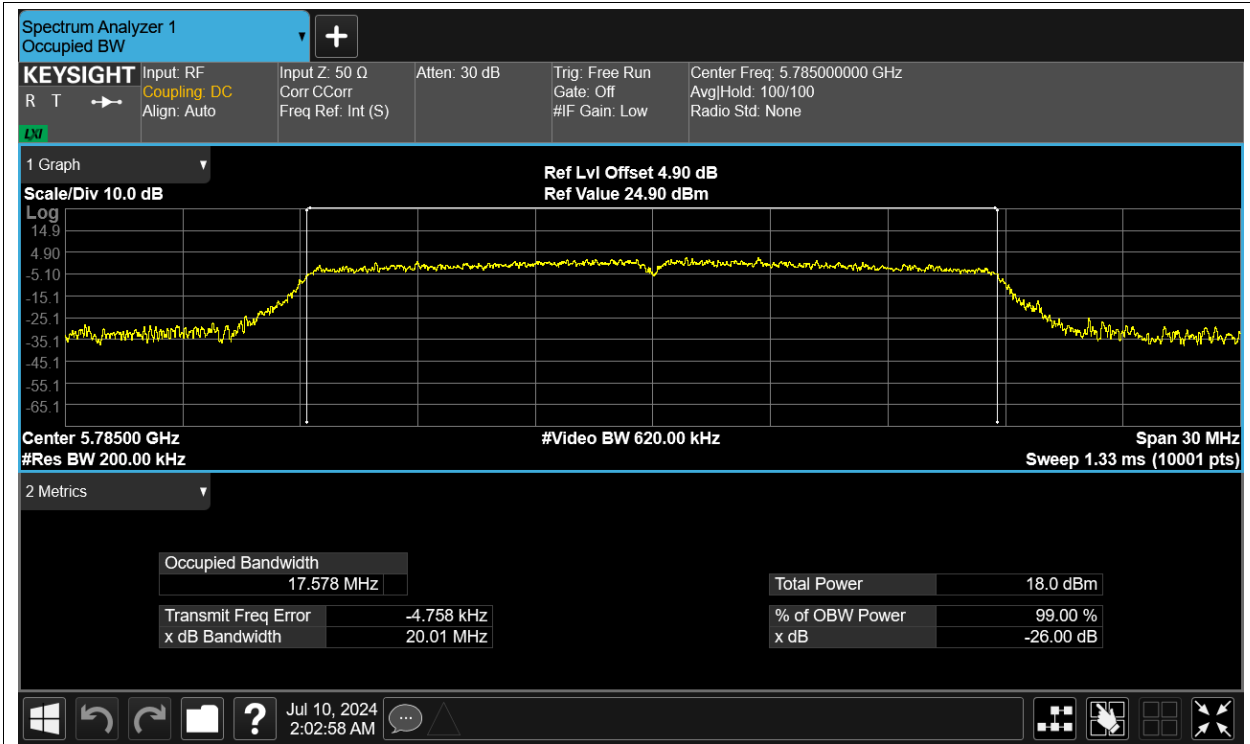 Spectrum Analyzer 1
Occupied BW
KEYSIGHT
R T
LXI
Input: RF
Coupling: DC
Align: Auto
Input Z: 50 Ω
Corr CCorr
Freq Ref: Int (S)
Atten: 30 dB
Trig: Free Run
Gate: Off
#IF Gain: Low
Center Freq: 5.785000000 GHz
Avg|Hold: 100/100
Radio Std: None
1 Graph
Scale/Div 10.0 dB
Ref Lvl Offset 4.90 dB
Ref Value 24.90 dBm
Log
14.9
4.90
-5.10
-15.1
-25.1
-35.1
-45.1
-55.1
-65.1
Center 5.78500 GHz
#Video BW 620.00 kHz
Span 30 MHz
#Res BW 200.00 kHz
Sweep 1.33 ms (10001 pts)
2 Metrics
Occupied Bandwidth
17.578 MHz
Total Power 18.0 dBm
Transmit Freq Error -4.758 kHz
% of OBW Power 99.00 %
x dB Bandwidth 20.01 MHz
x dB -26.00 dB
?
Jul 10, 2024
2:02:58 AM